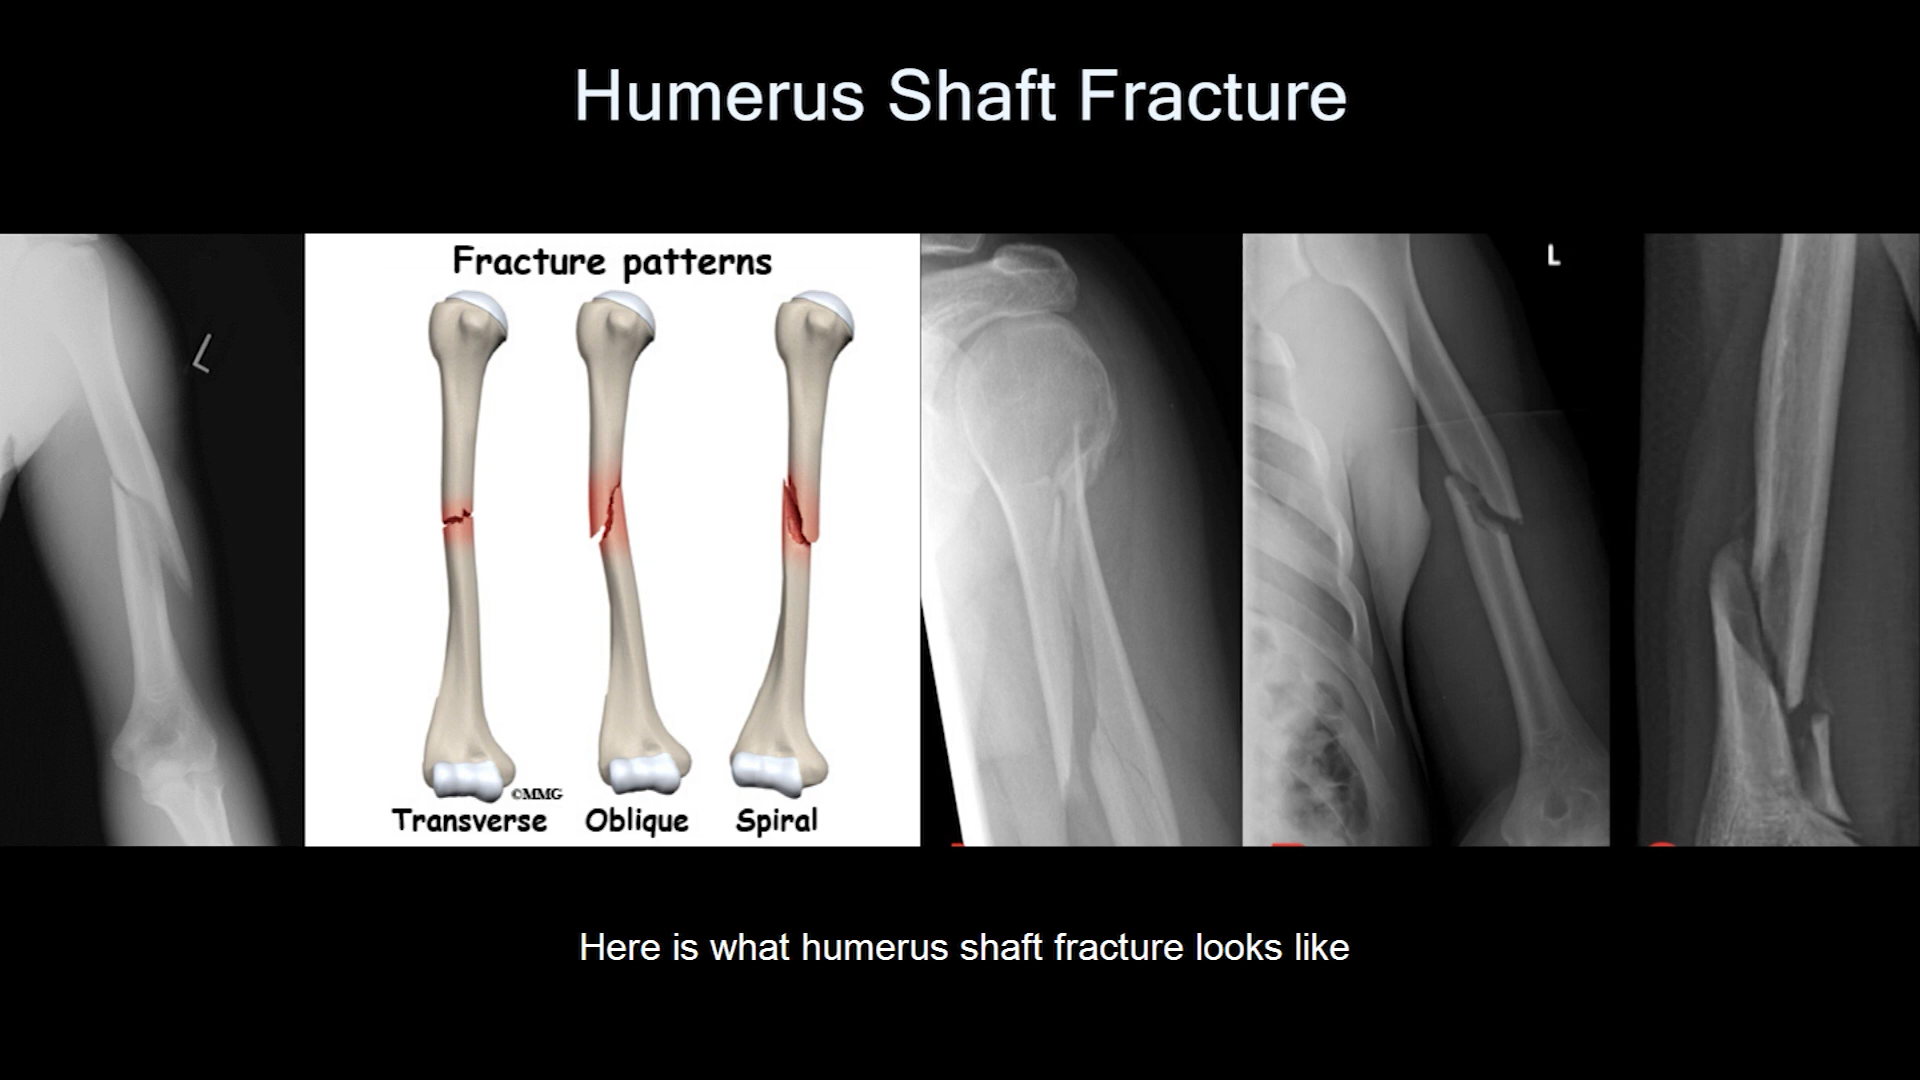 Humerus Shaft Fracture
L
Fracture patterns
L
©MMG
Transverse Oblique Spiral
Here is what humerus shaft fracture looks like